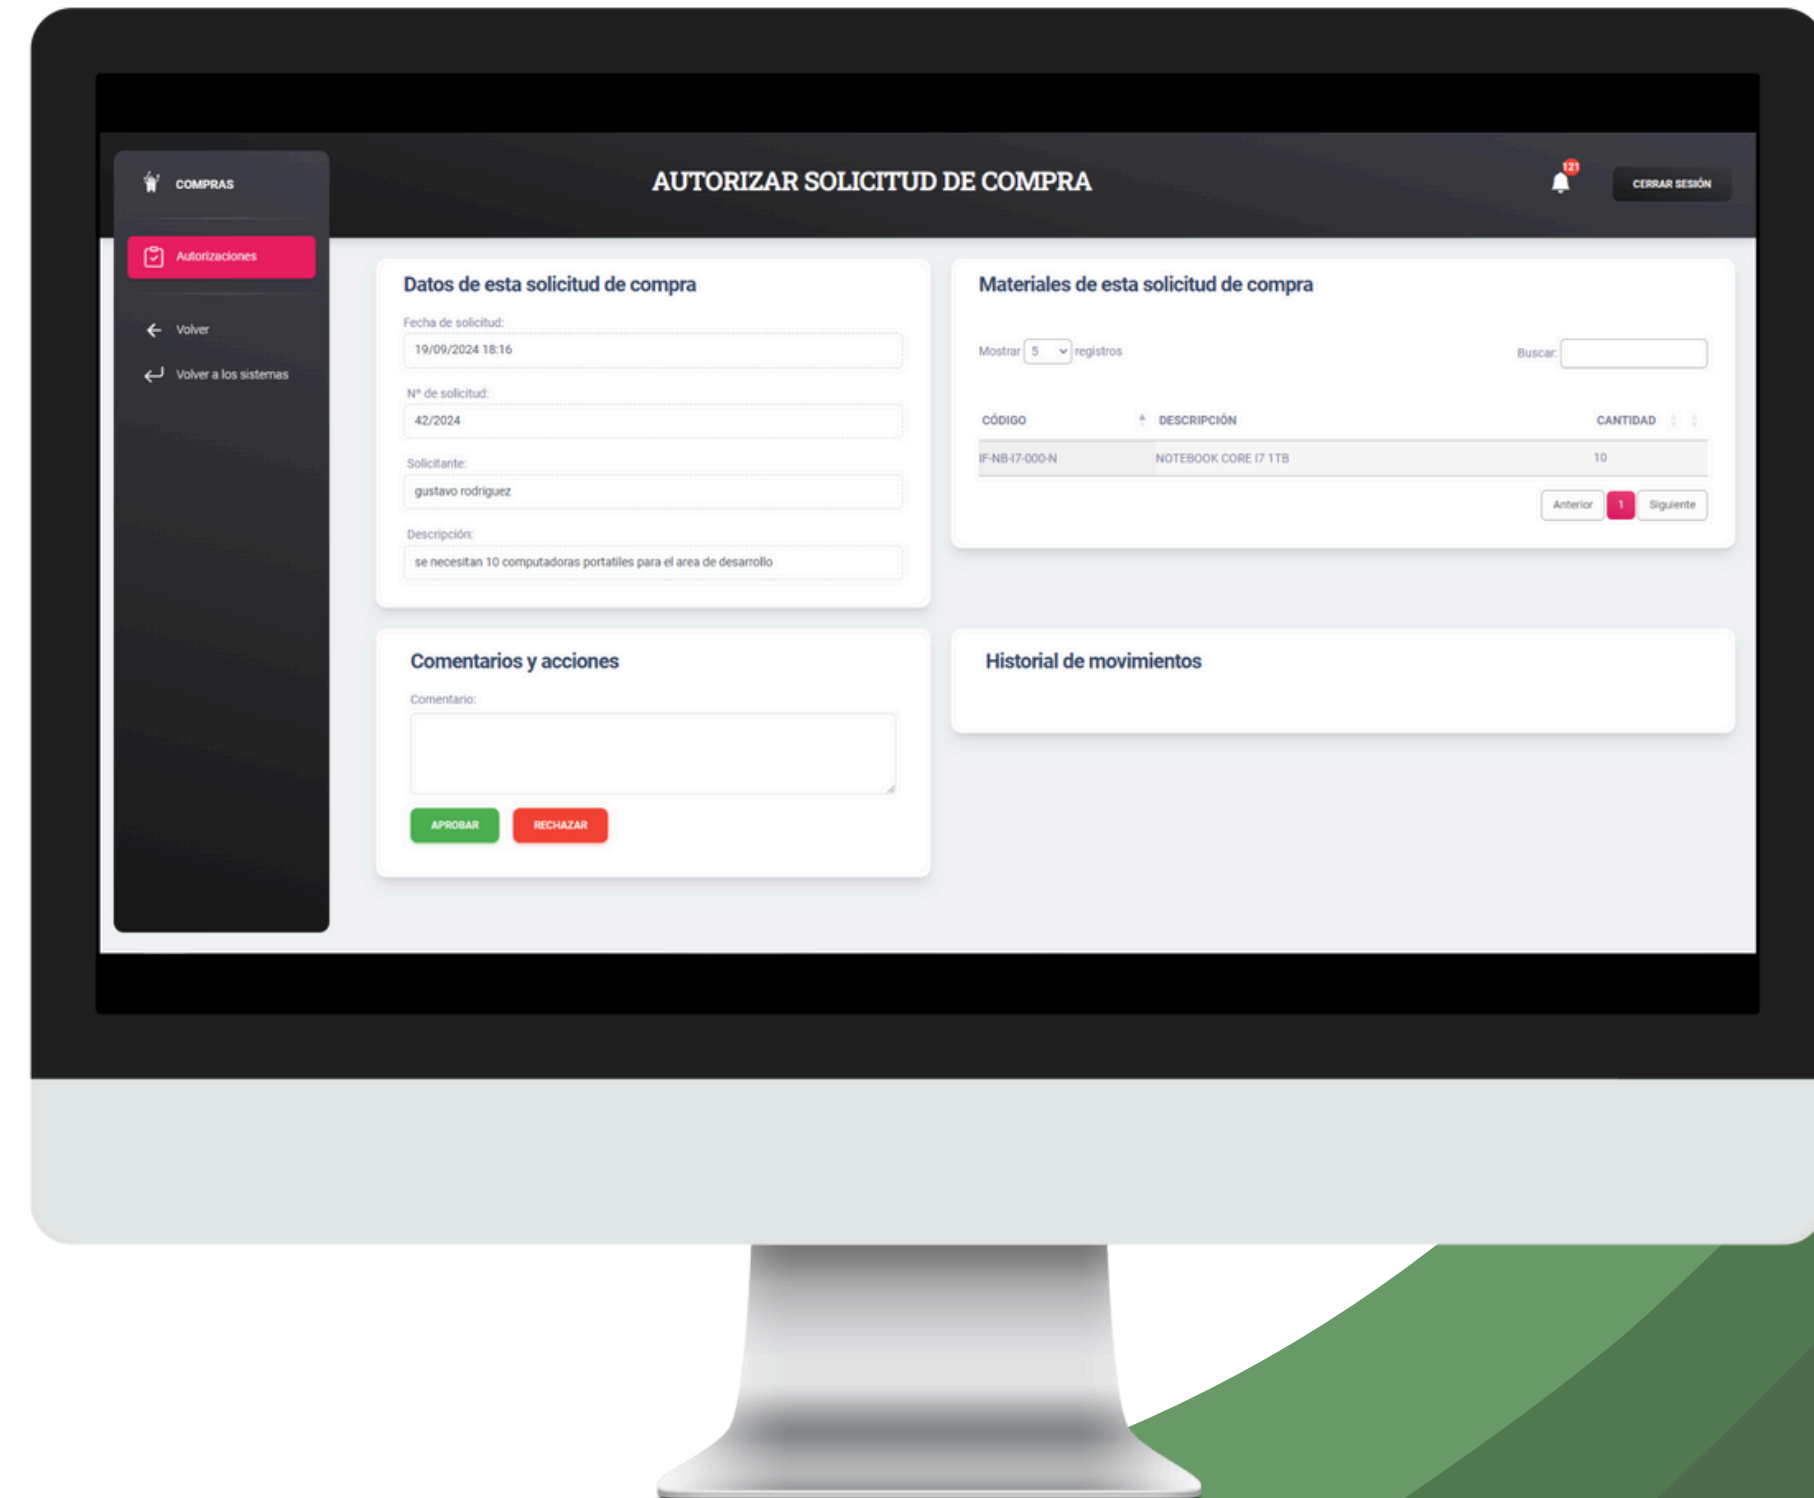 COMPRAS
AUTORIZAR SOLICITUD DE COMPRA
121
CERRAR SESIÓN
Autorizaciones
Volver
Volver a los sistemas
Datos de esta solicitud de compra
Fecha de solicitud:
19/09/2024 18:16
Nº de solicitud:
42/2024
Solicitante:
gustavo rodriguez
Descripción:
se necesitan 10 computadoras portatiles para el area de desarrollo
Materiales de esta solicitud de compra
Mostrar 5 registros
Buscar:
CÓDIGO DESCRIPCIÓN CANTIDAD
IF-NB-I7-000-N NOTEBOOK CORE I7 1TB 10
Anterior 1 Siguiente
Comentarios y acciones
Comentario:
APROBAR RECHAZAR
Historial de movimientos